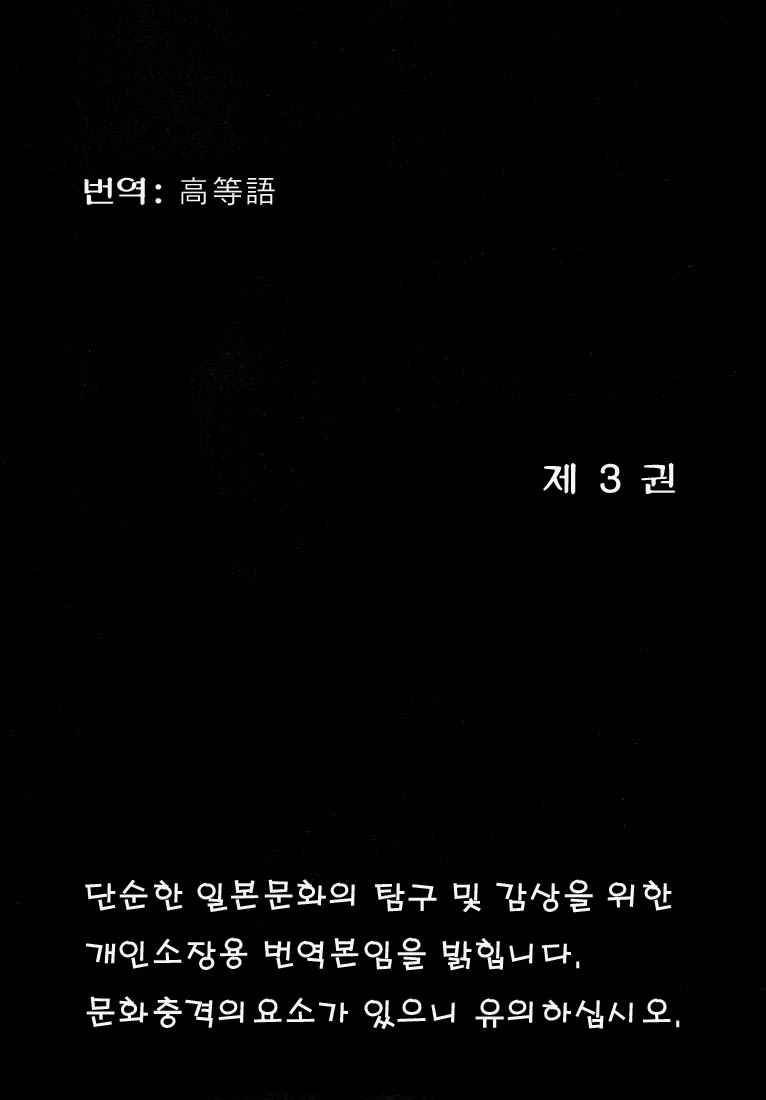 번역: 高等語
제 3 권
단순한 일본문화의 탐구 및 감상을 위한
개인소장용 번역본임을 밝힙니다.
문화충격의요소가 있으니 유의하십시오.